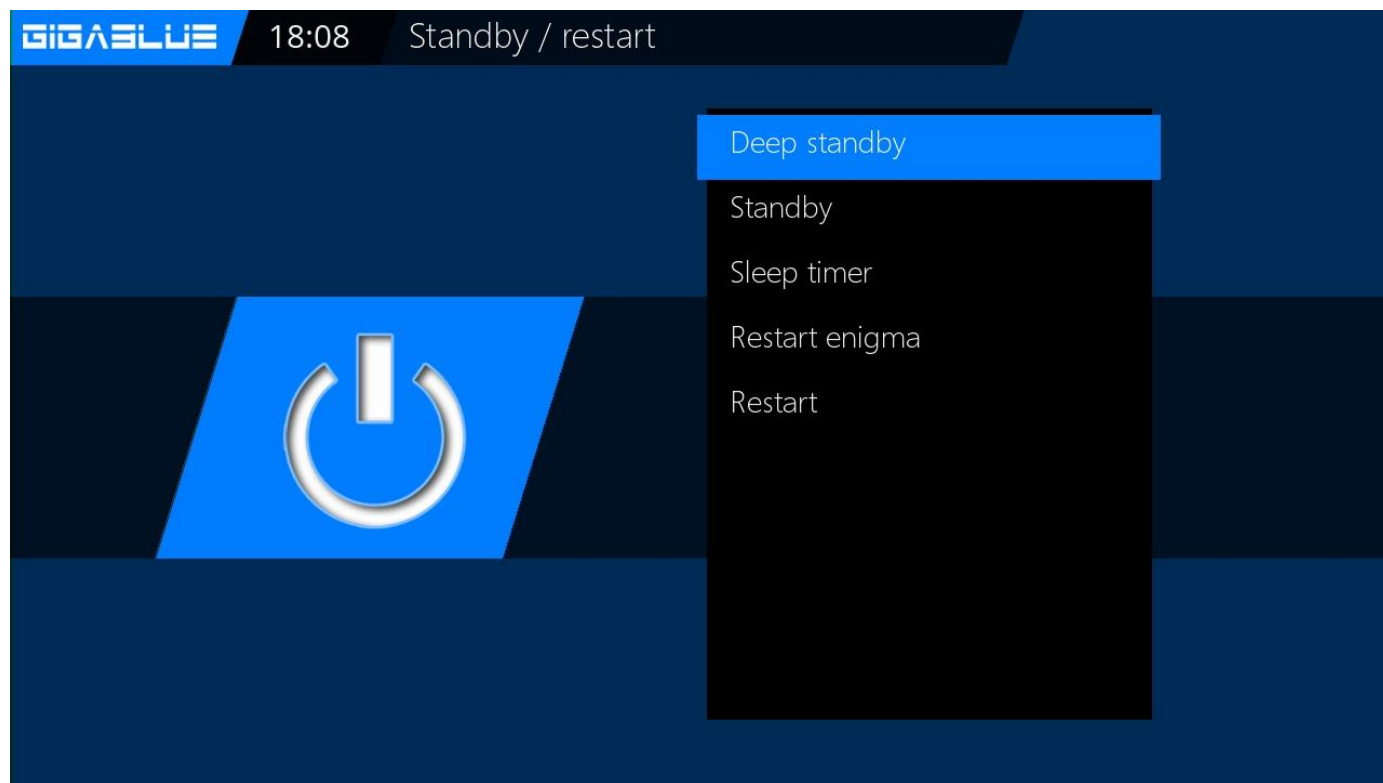 GIGABLUE 18:08 Standby / restart
Deep standby
Standby
Sleep timer
Restart enigma
Restart